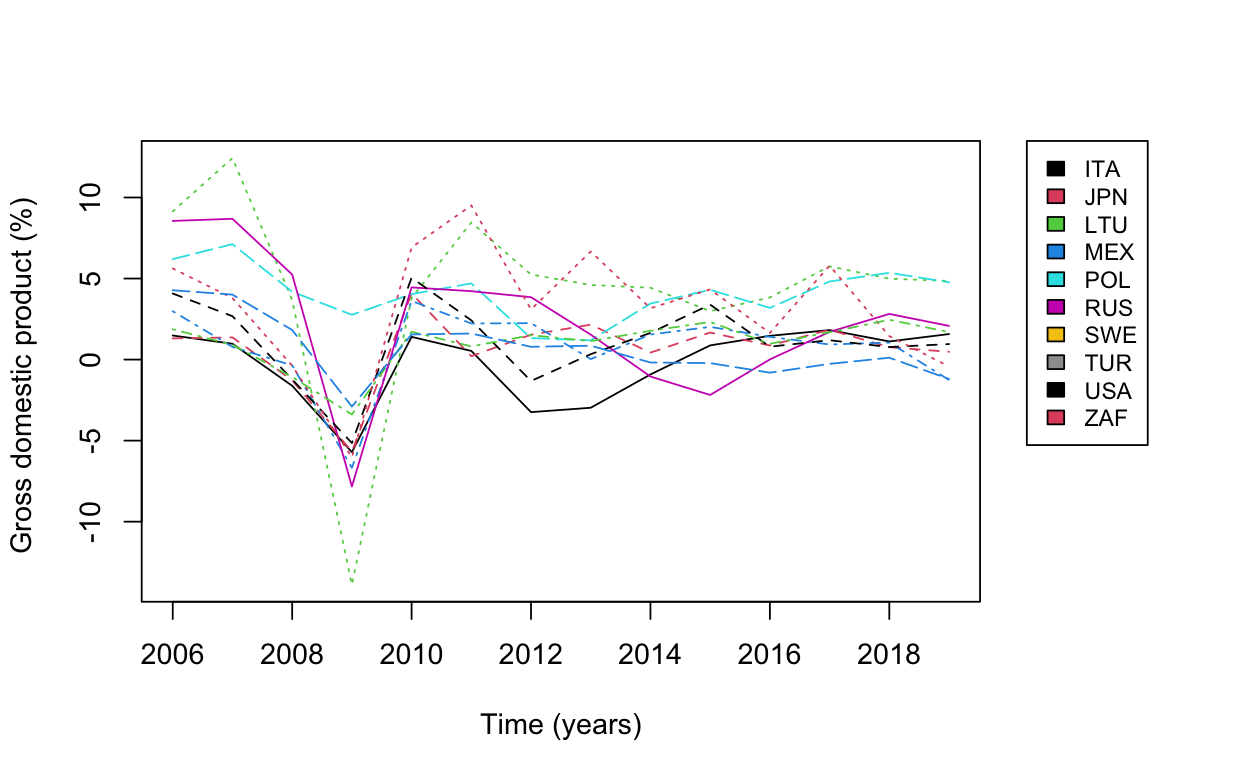 Gross domestic product (%)
10
5
0
-5
-10
2006 2008 2010 2012 2014 2016 2018
Time (years)
ITA
JPN
LTU
MEX
POL
RUS
SWE
TUR
USA
ZAF